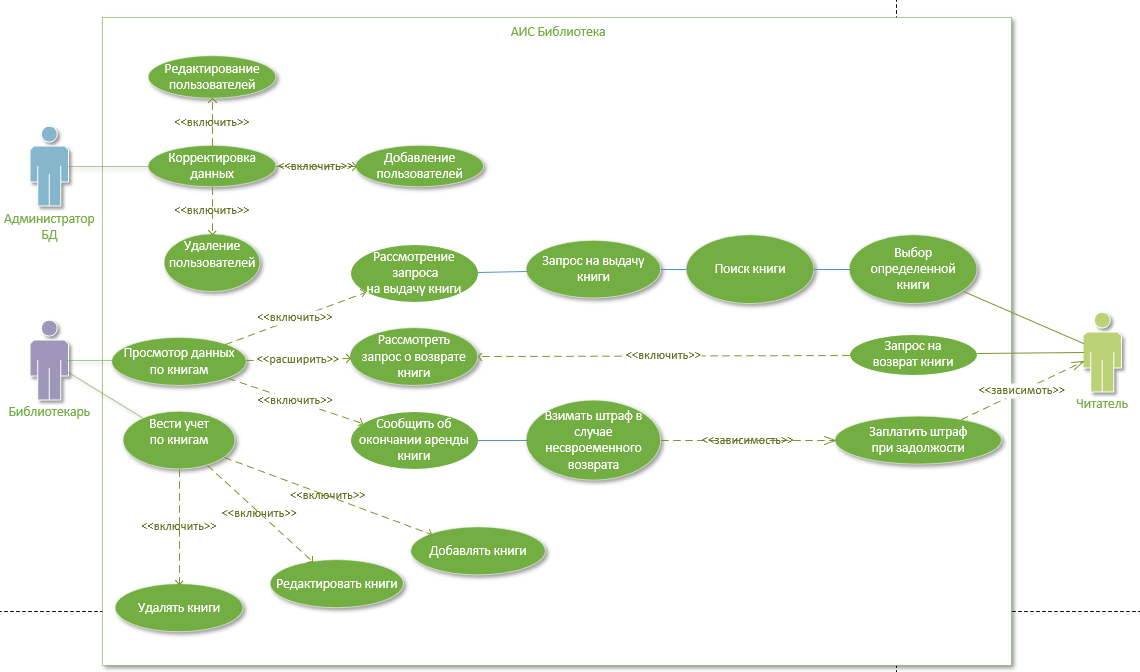 АИС Библиотека
Редактирование
пользователей
<<включить>>
Корректировка
данных
<<включить>>
Добавление
пользователей
Администратор
БД
<<включить>>
Удаление
пользователей
Рассмотрение
запроса
на выдачу книги
Запрос на выдачу
книги
Поиск книги
Выбор
определенной
книги
<<включить>>
Просмотор данных
по книгам
<<расширить>>
Рассмотреть
запрос о возврате
книги
<<включить>>
Запрос на
возврат книги
Библиотекарь
<<включить>>
<<зависимоть>>
Читатель
Вести учет
по книгам
Сообщить об
окончании аренды
книги
Взимать штраф в
случае
несвроеменного
возврата
<<зависимость>>
Заплатить штраф
при задолжости
<<включить>>
<<включить>>
<<включить>>
Добавлять книги
Редактировать книги
Удалять книги